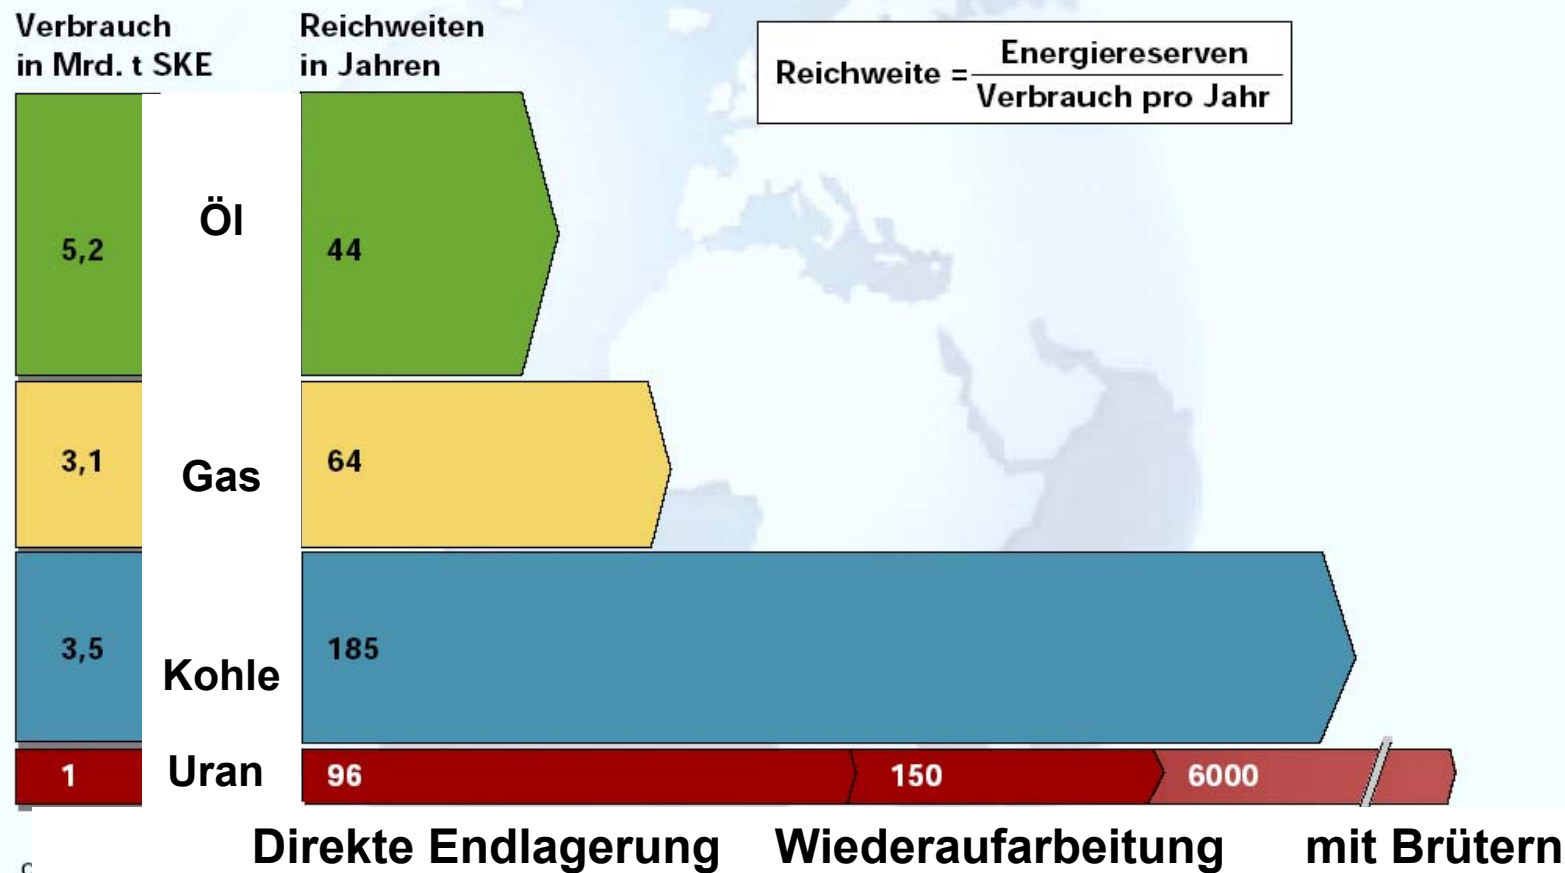 Verbrauch
in Mrd. t SKE
Reichweiten
in Jahren
Reichweite = Energiereserven
Verbrauch pro Jahr
5,2
Öl
44
3,1
Gas
64
3,5
Kohle
185
1
Uran
96
150
6000
Direkte Endlagerung
Wiederaufarbeitung
mit Brütern